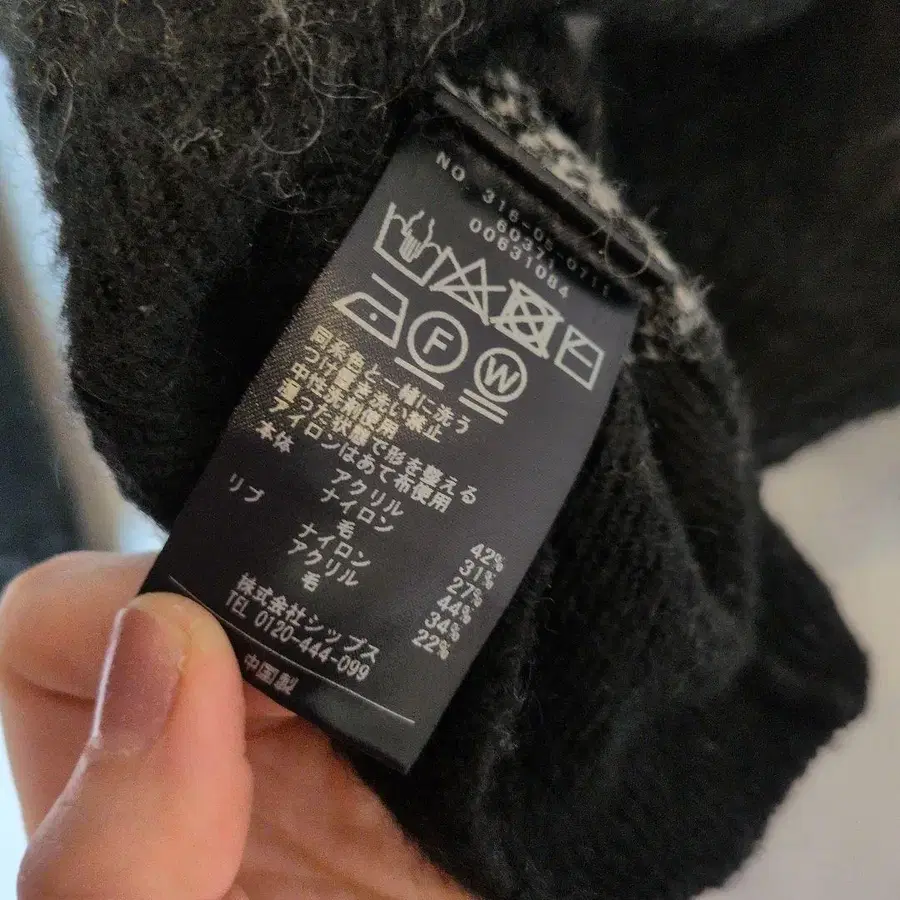 NO 316-05
060371-0711
00631084
F W
同系色と一緒に洗う
つけ置き洗い禁止
中性洗剤使用
湿った状態で形を整える
アイロンはあて布使用
本体 アクリル 42%
ナイロン 31%
毛 27%
リブ ナイロン 44%
アクリル 34%
毛 22%
株式会社シップス
TEL 0120-444-099
中国製